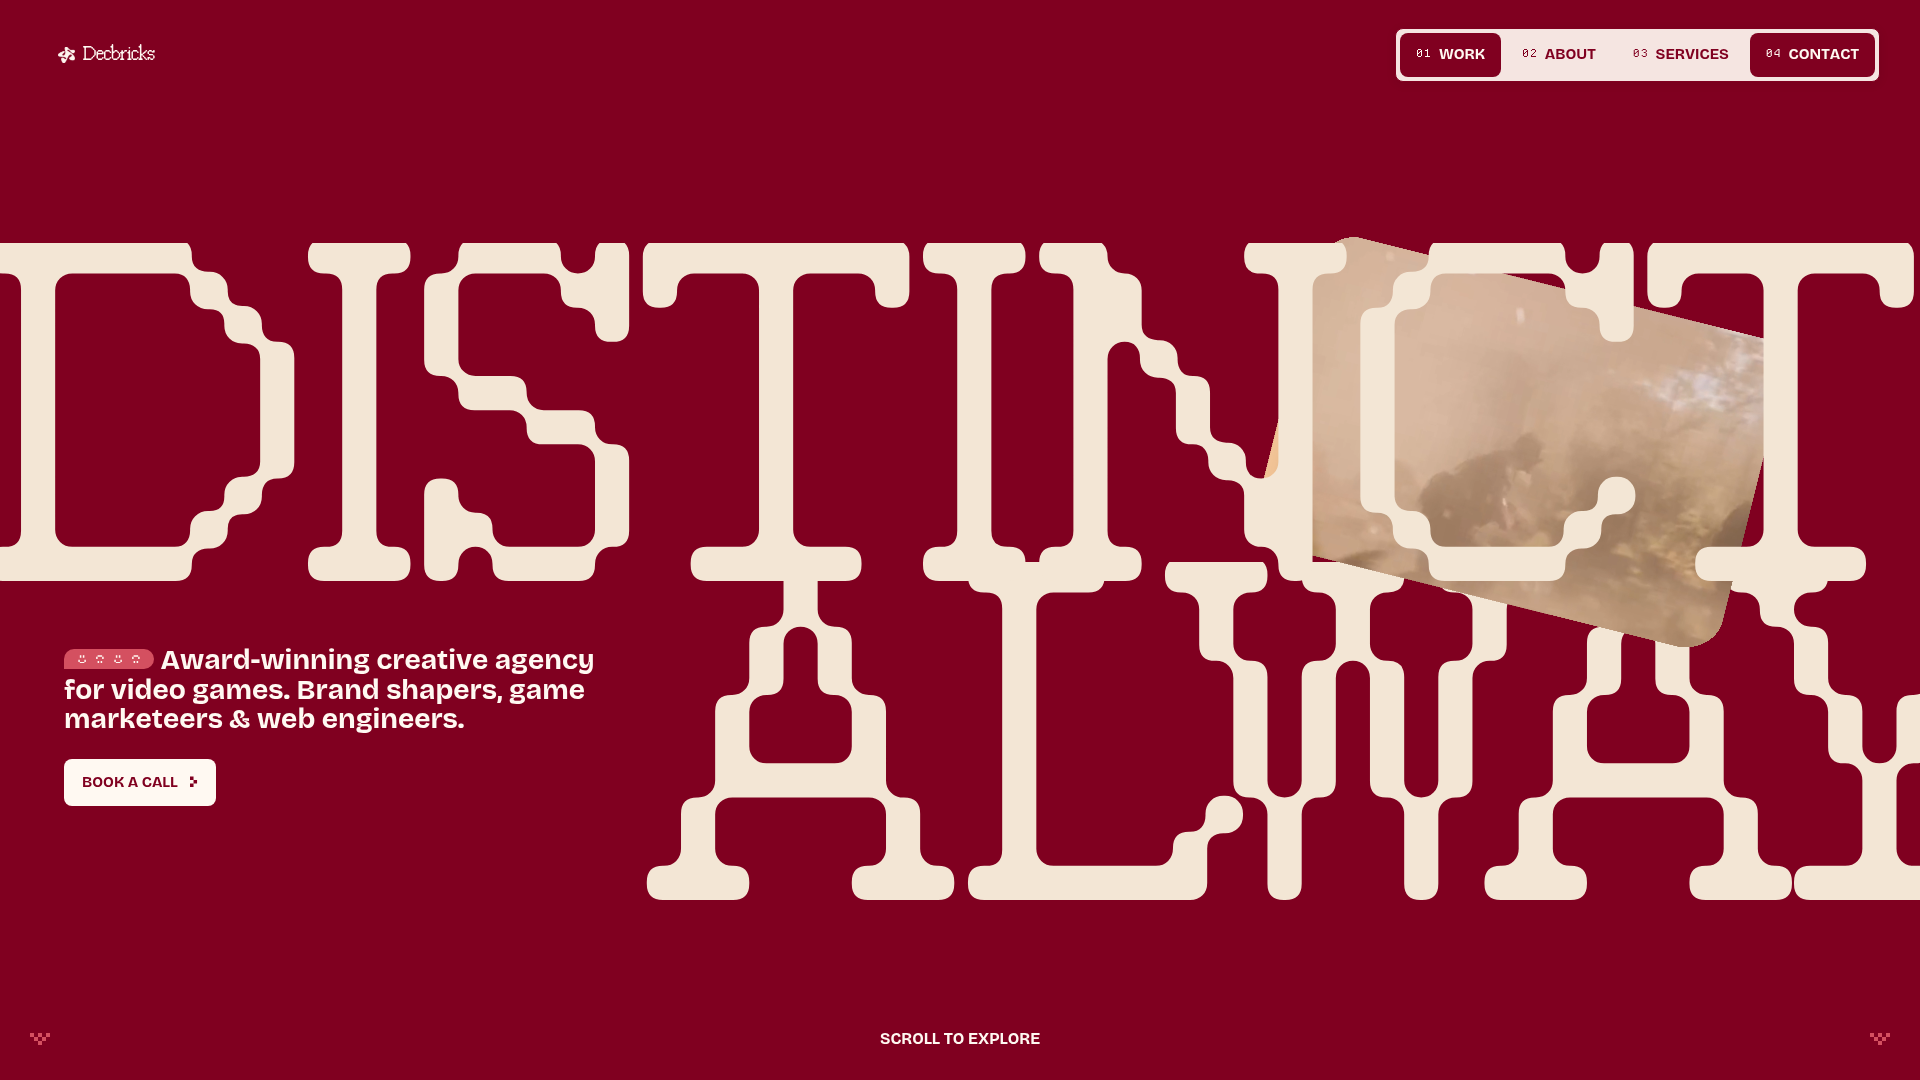 Decbricks
01 WORK 02 ABOUT 03 SERVICES 04 CONTACT
DISTINCT
ALWAY
Award-winning creative agency
for video games. Brand shapers, game
marketeers & web engineers.
BOOK A CALL
SCROLL TO EXPLORE